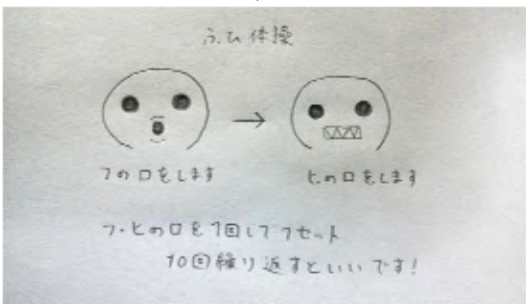 ふひ体操
フの口をします
ヒの口をします
フ・ヒの口を1回して1セット
10回繰り返すといいです!